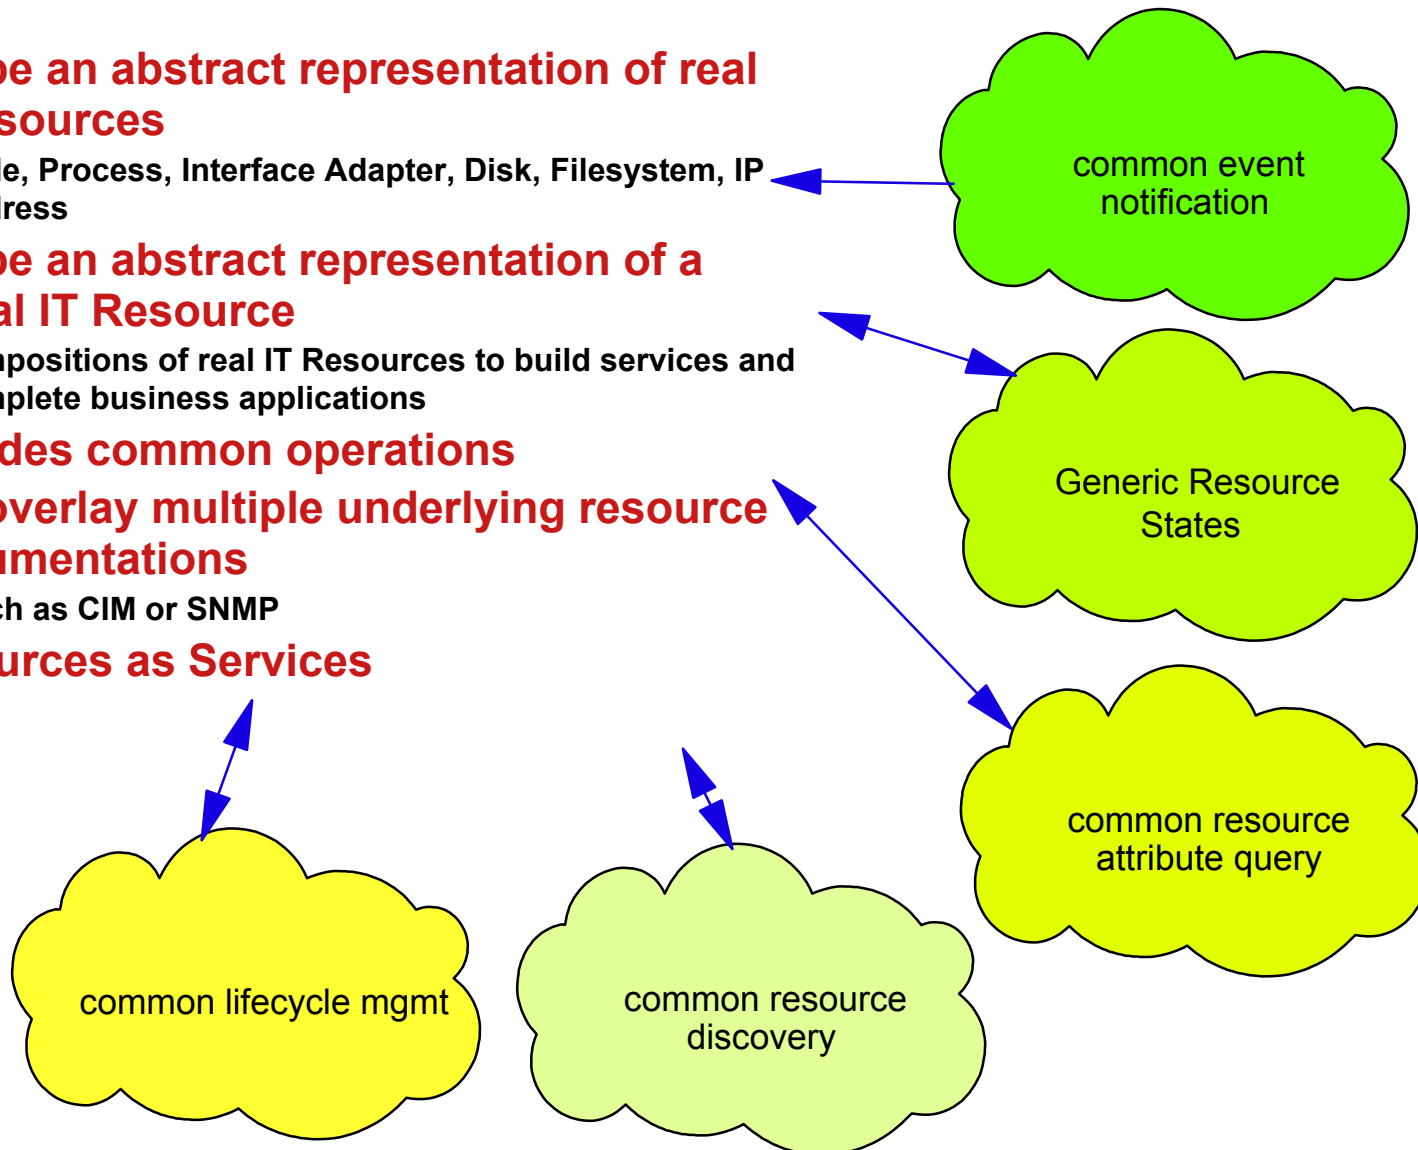 be an abstract representation of real
sources
le, Process, Interface Adapter, Disk, Filesystem, IP
dress
be an abstract representation of a
al IT Resource
mpositions of real IT Resources to build services and
mplete business applications
des common operations
overlay multiple underlying resource
umentations
ch as CIM or SNMP
urces as Services
common event
notification
Generic Resource
States
common resource
attribute query
common lifecycle mgmt
common resource
discovery